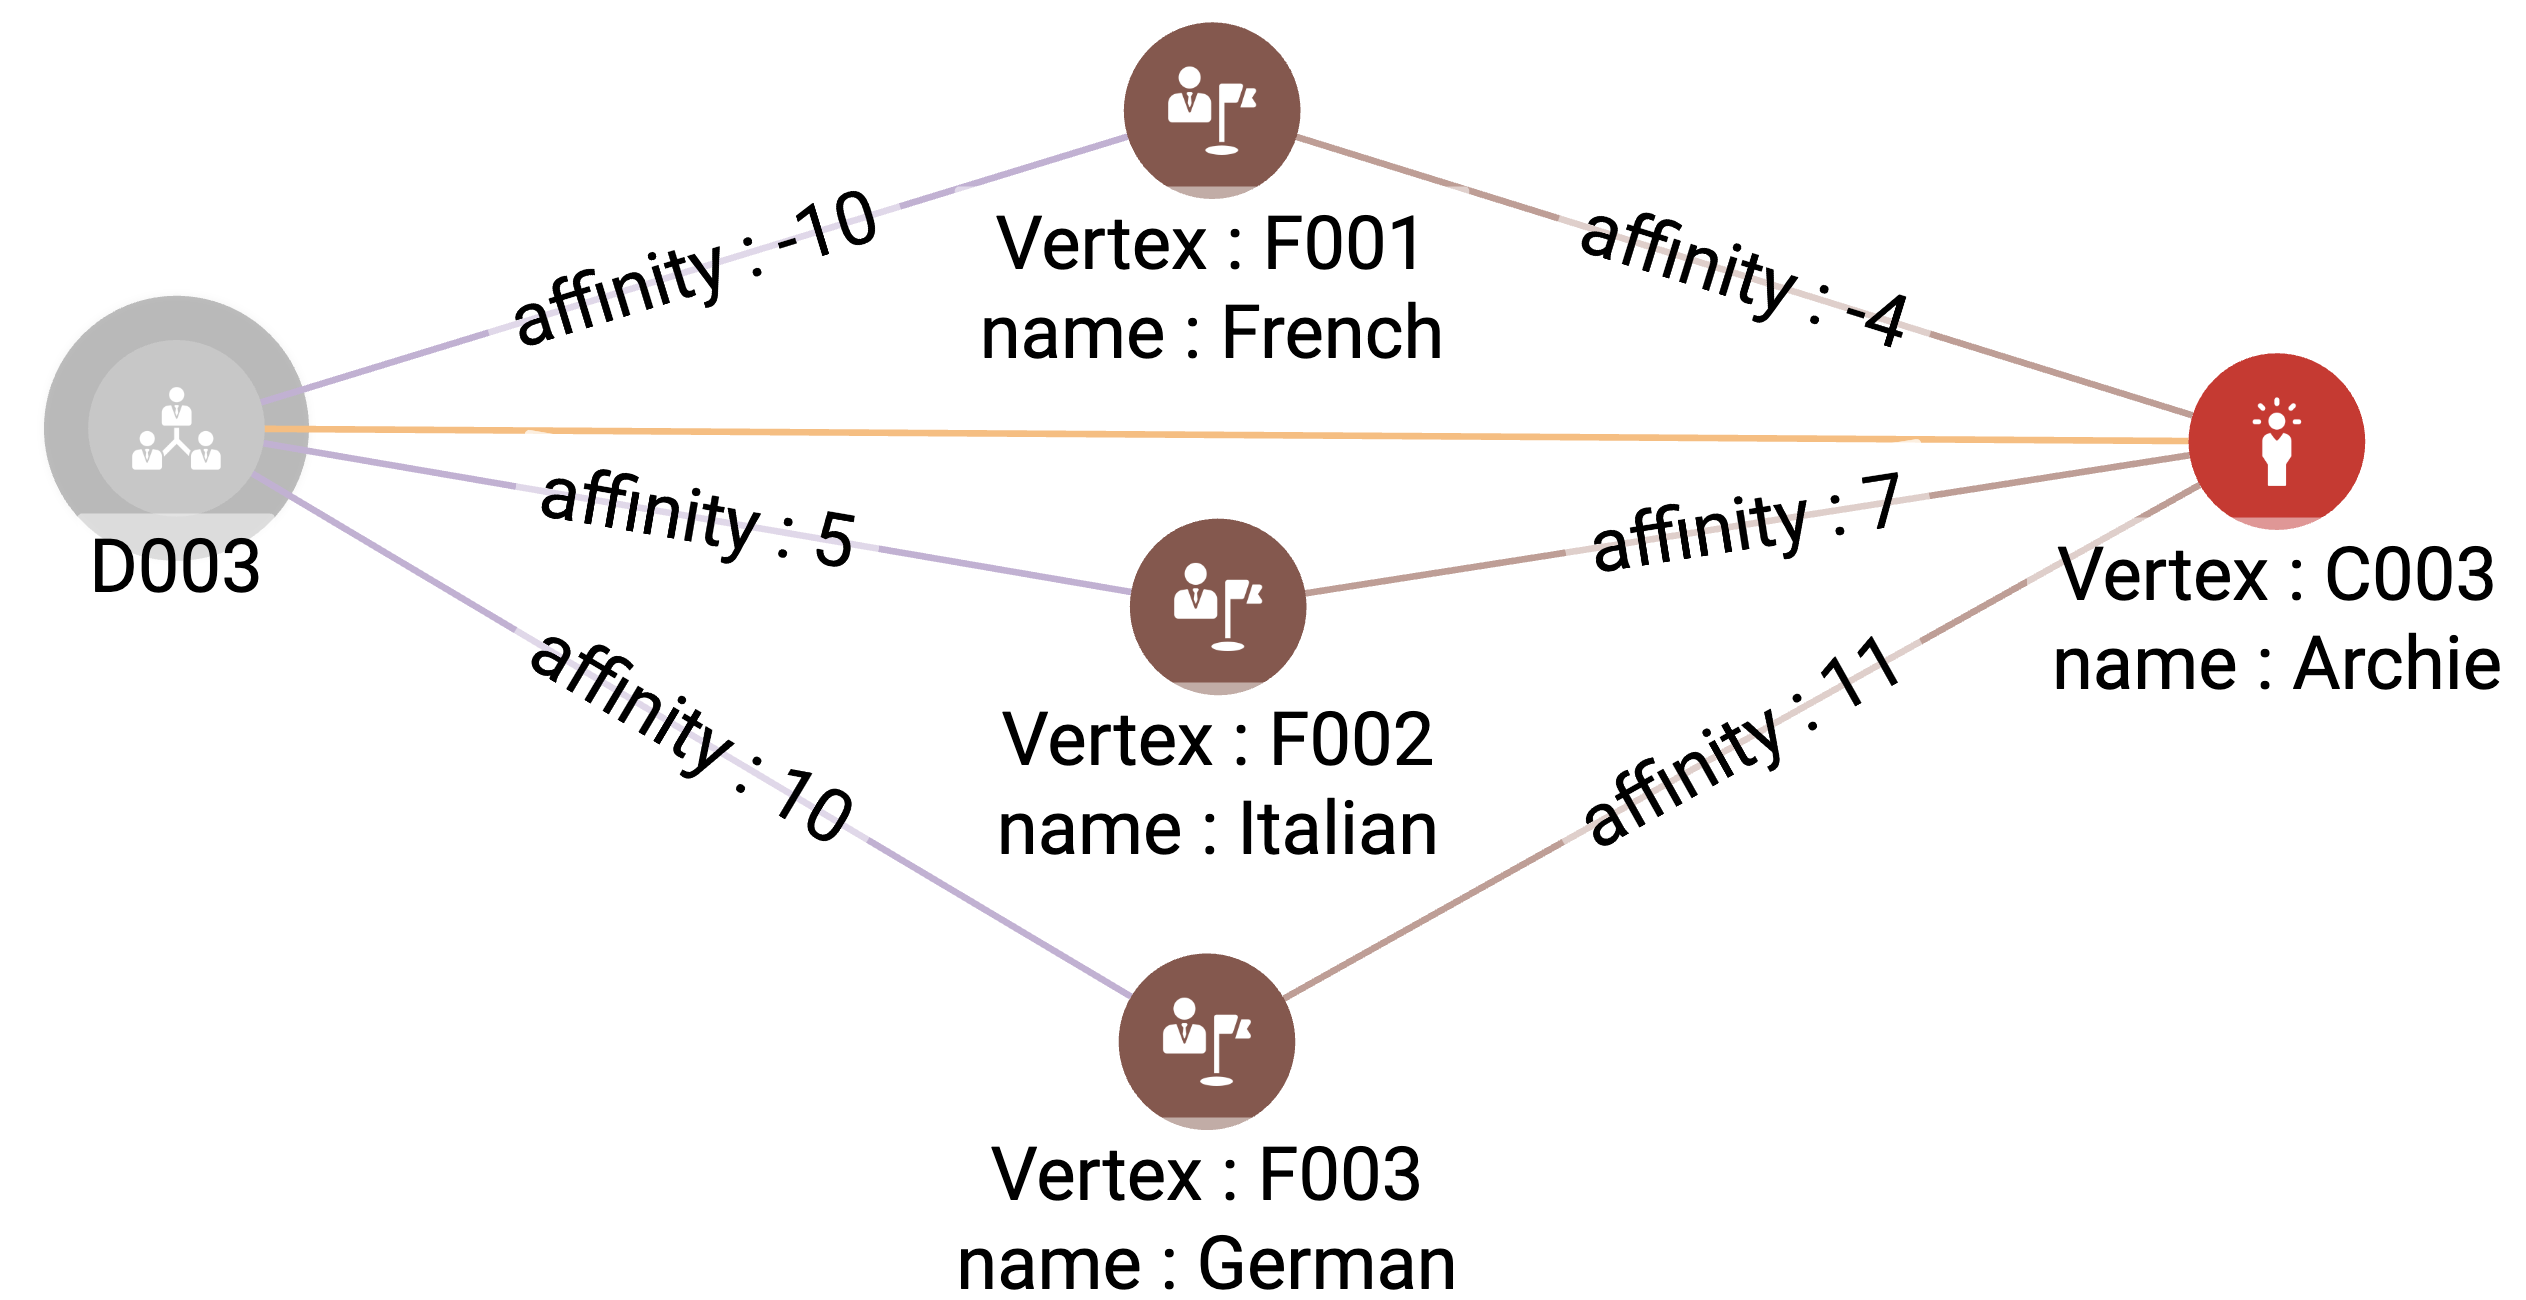 affinity : -10
Vertex : F001
name : French
affinity : -4
D003
affinity : 5
affinity : 7
Vertex : C003
name : Archie
affinity : 10
Vertex : F002
name : Italian
affinity : 11
Vertex : F003
name : German